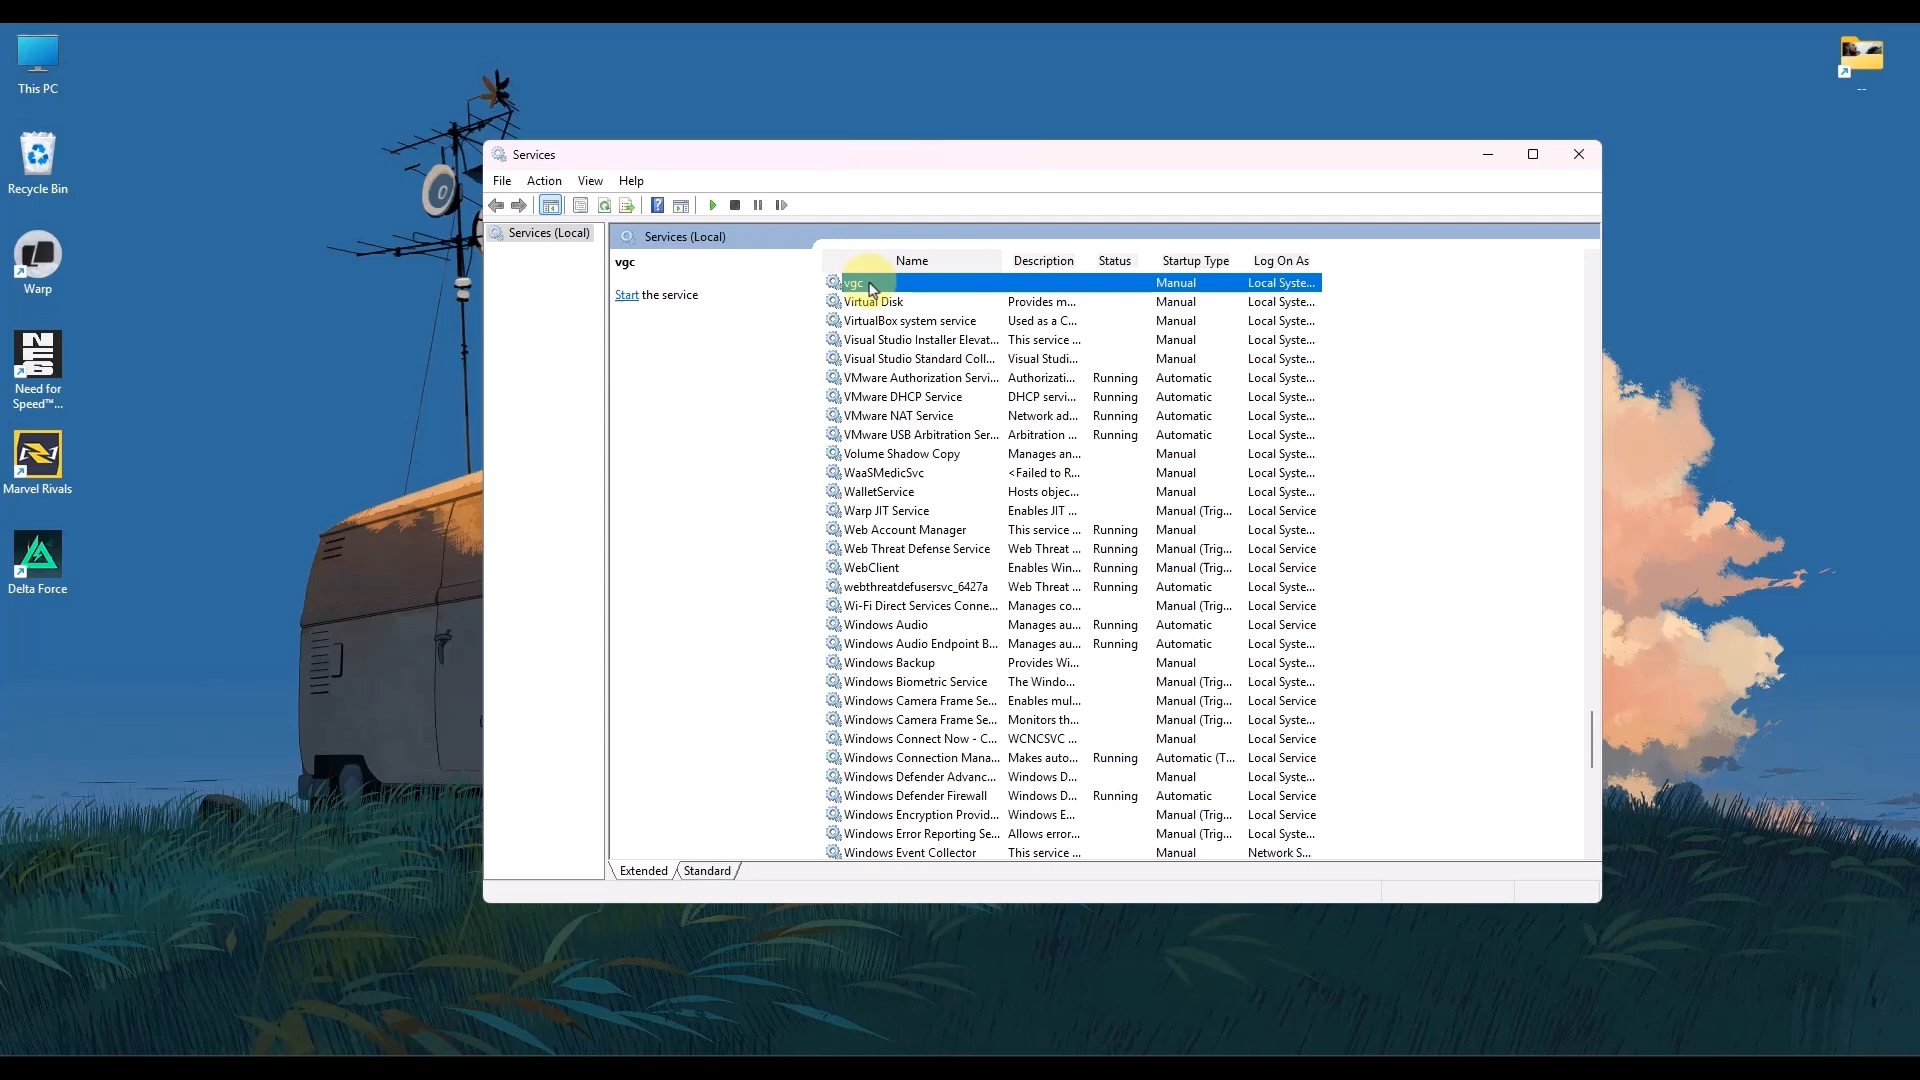 This PC
Recycle Bin
Warp
Need for
Speed™...
Marvel Rivals
Delta Force
--
Services
File Action View Help
Services (Local)
Services (Local)
vgc
Start the service
Name Description Status Startup Type Log On As
vgc Manual Local Syste...
Virtual Disk Provides m... Manual Local Syste...
VirtualBox system service Used as a C... Manual Local Syste...
Visual Studio Installer Elevat... This service ... Manual Local Syste...
Visual Studio Standard Coll... Visual Studi... Manual Local Syste...
VMware Authorization Servi... Authorizati... Running Automatic Local Syste...
VMware DHCP Service DHCP servi... Running Automatic Local Syste...
VMware NAT Service Network ad... Running Automatic Local Syste...
VMware USB Arbitration Ser... Arbitration ... Running Automatic Local Syste...
Volume Shadow Copy Manages an... Manual Local Syste...
WaaSMedicSvc <Failed to R... Manual Local Syste...
WalletService Hosts objec... Manual Local Syste...
Warp JIT Service Enables JIT ... Manual (Trig... Local Service
Web Account Manager This service ... Running Manual Local Syste...
Web Threat Defense Service Web Threat ... Running Manual (Trig... Local Service
WebClient Enables Win... Running Manual (Trig... Local Service
webthreatdefusersvc_6427a Web Threat ... Running Automatic Local Syste...
Wi-Fi Direct Services Conne... Manages co... Manual (Trig... Local Service
Windows Audio Manages au... Running Automatic Local Service
Windows Audio Endpoint B... Manages au... Running Automatic Local Syste...
Windows Backup Provides Wi... Manual Local Syste...
Windows Biometric Service The Windo... Manual (Trig... Local Syste...
Windows Camera Frame Se... Enables mul... Manual (Trig... Local Service
Windows Camera Frame Se... Monitors th... Manual (Trig... Local Syste...
Windows Connect Now - C... WCNCSVC ... Manual Local Service
Windows Connection Mana... Makes auto... Running Automatic (T... Local Service
Windows Defender Advanc... Windows D... Manual Local Syste...
Windows Defender Firewall Windows D... Running Automatic Local Service
Windows Encryption Provid... Windows E... Manual (Trig... Local Service
Windows Error Reporting Se... Allows error... Manual (Trig... Local Syste...
Windows Event Collector This service ... Manual Network S...
Extended Standard